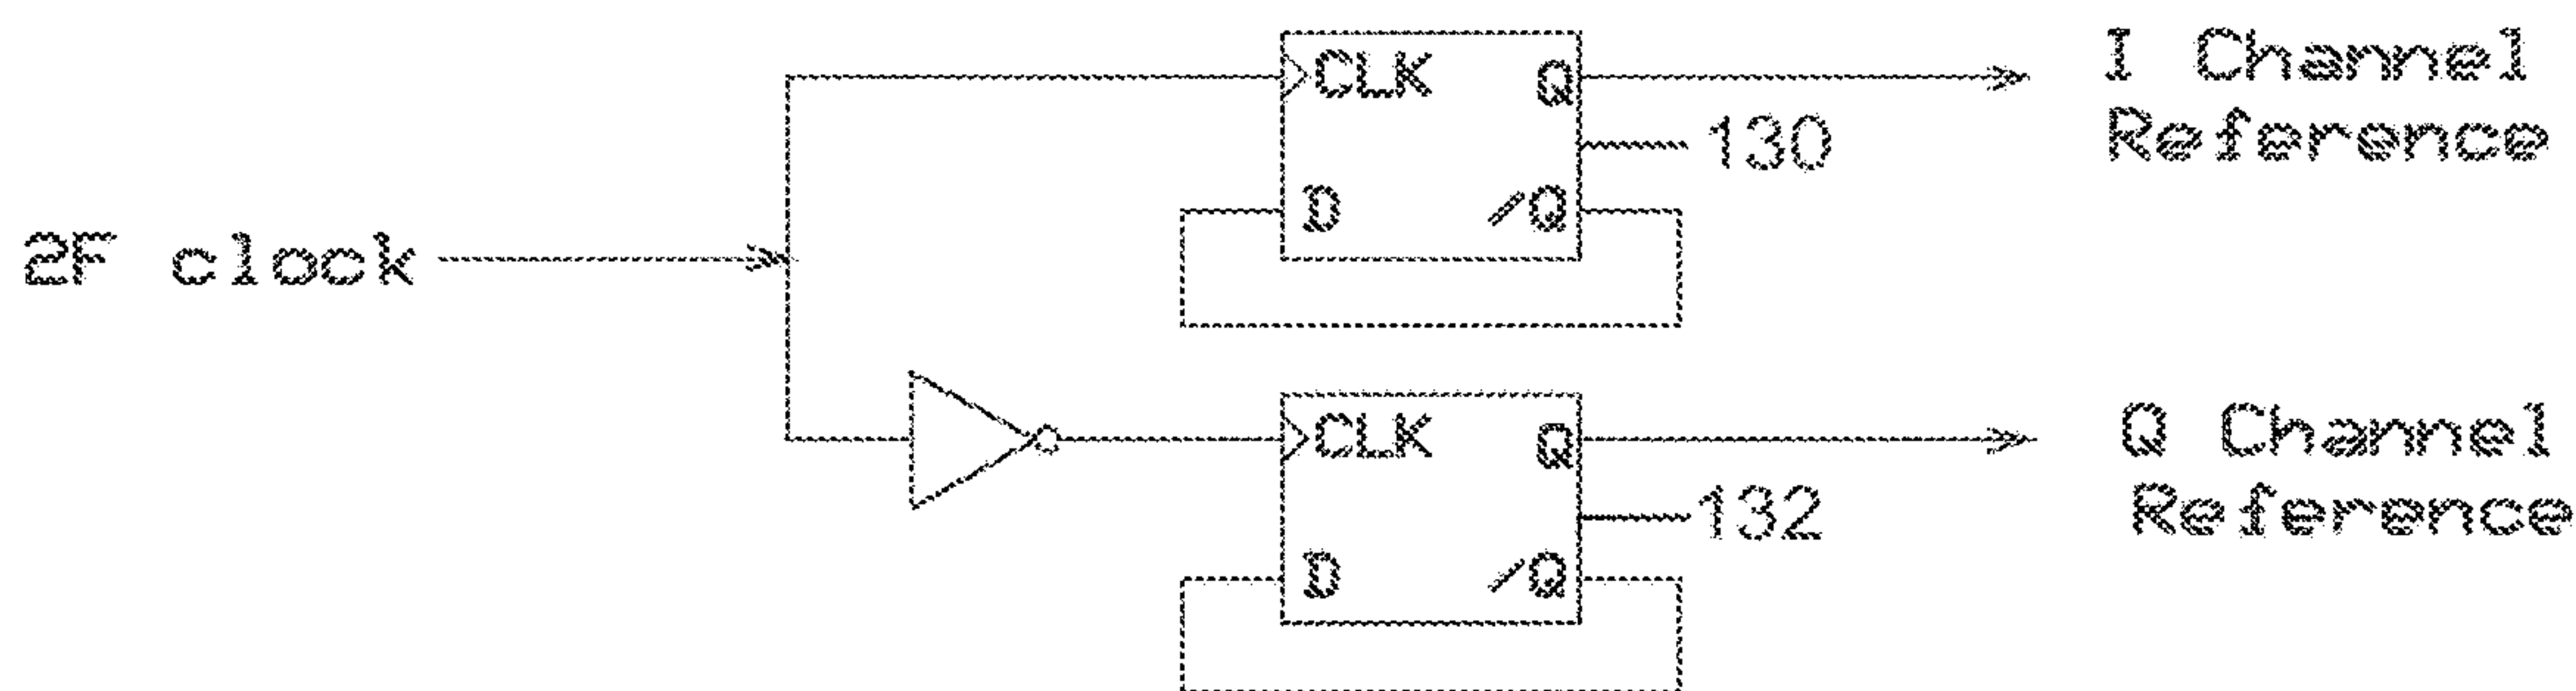 I Channel
Reference
CLK Q
130
D /Q
2F clock
CLK Q
Q Channel
Reference
132
D /Q